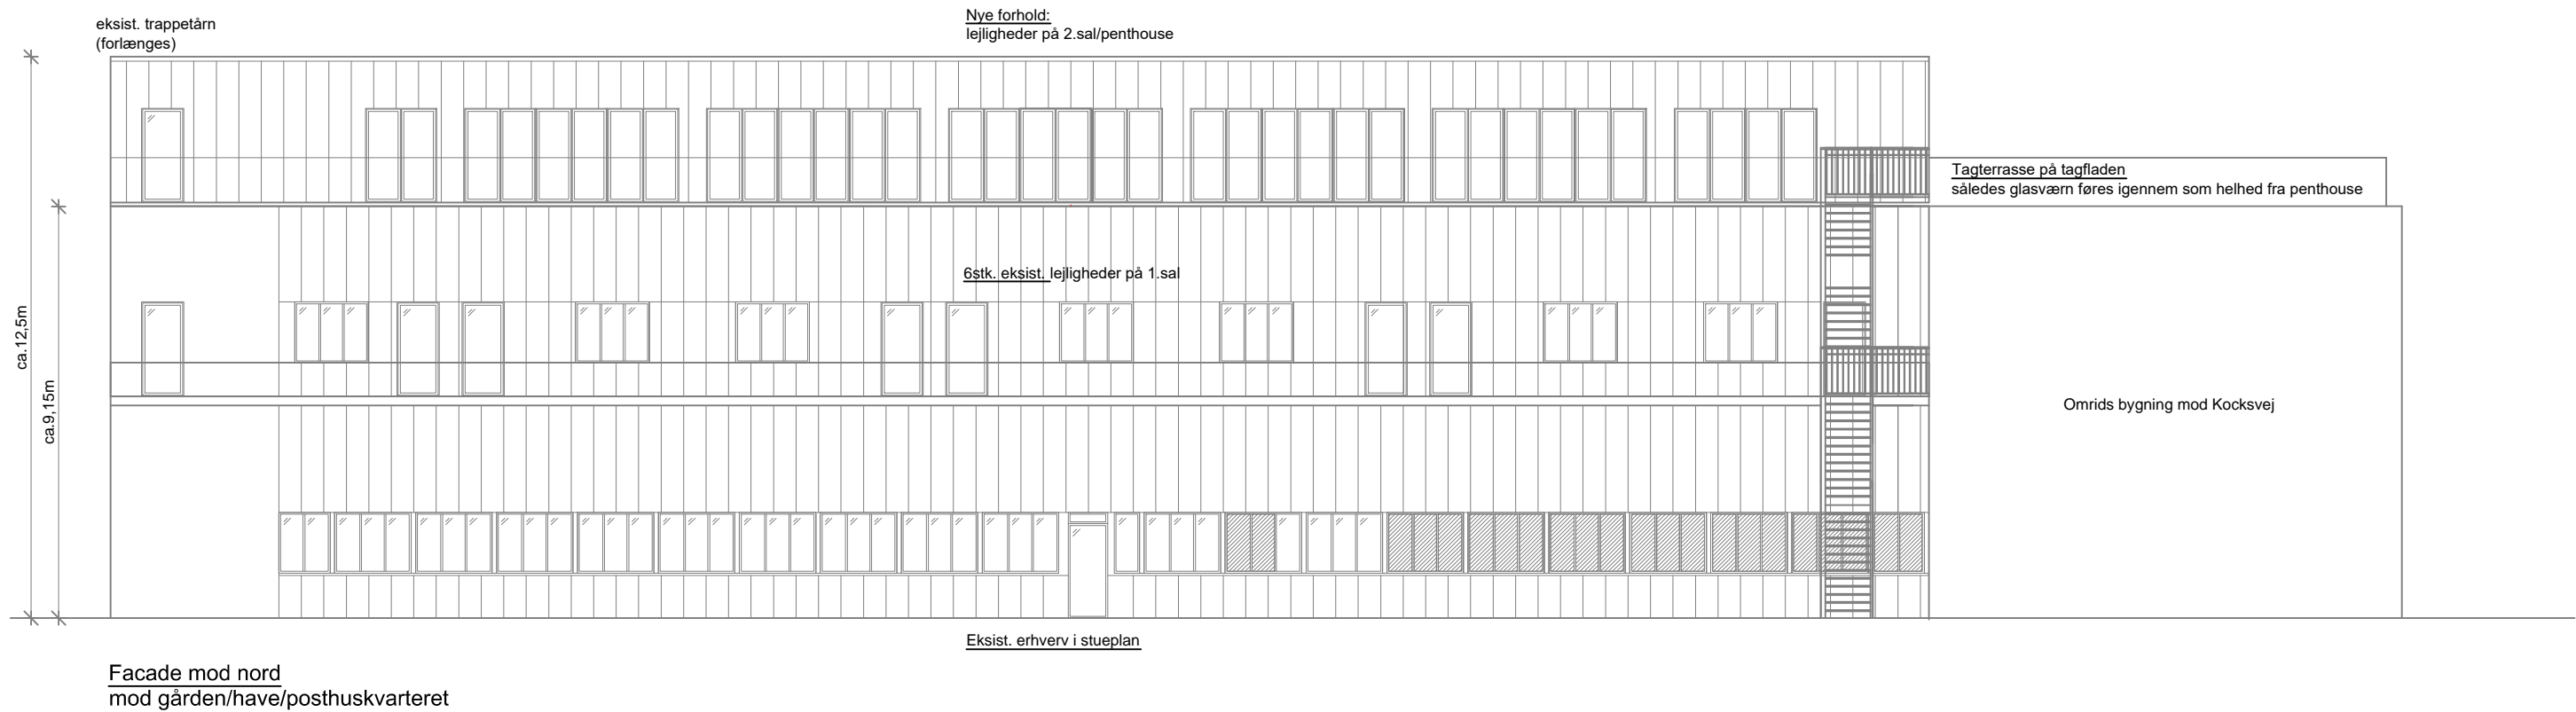 eksist. trappetårn
(forlænges)
Nye forhold:
lejligheder på 2.sal/penthouse
Tagterrasse på tagfladen
således glasværn føres igennem som helhed fra penthouse
6stk. eksist. lejligheder på 1.sal
ca.12,5m
ca.9,15m
Omrids bygning mod Kocksvej
Eksist. erhverv i stueplan
Facade mod nord
mod gården/have/posthuskvarteret